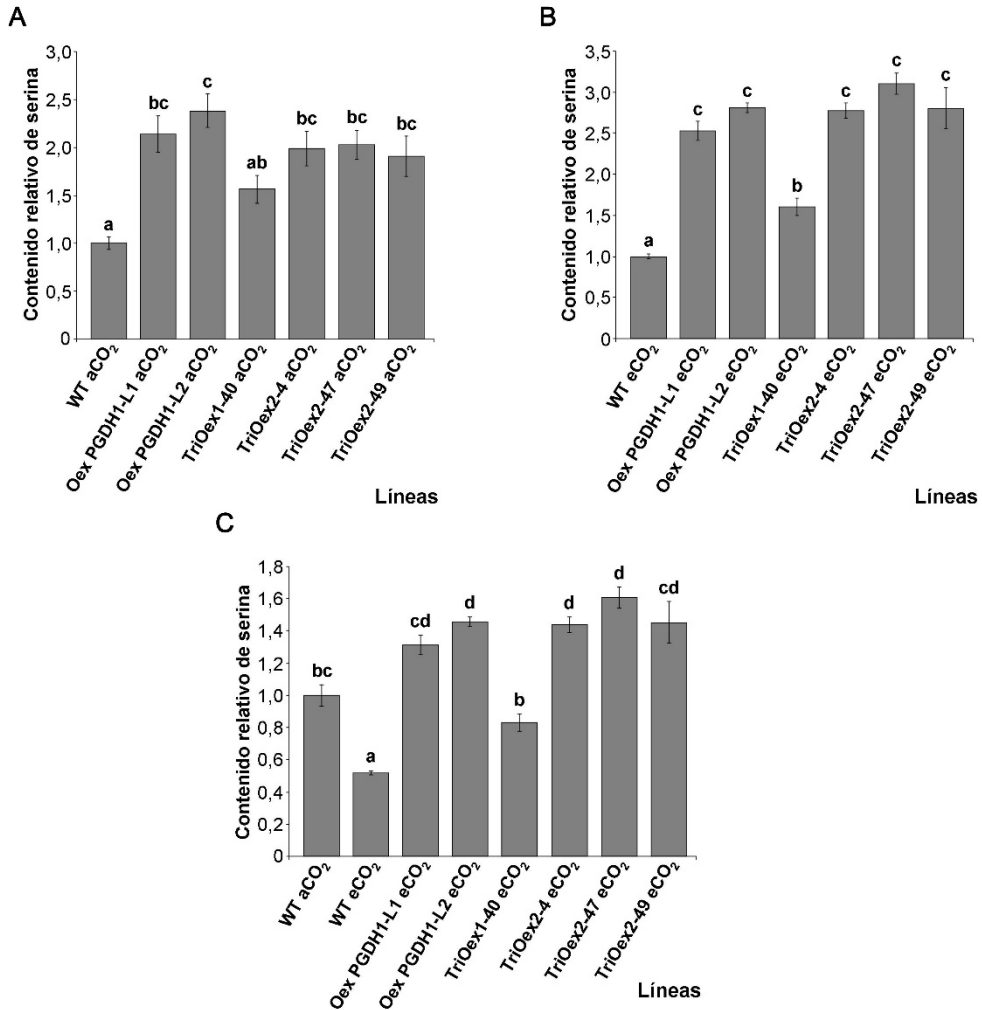 A
Contenido relativo de serina
3,0
2,5
2,0
1,5
1,0
0,5
0
a
bc
c
ab
bc
bc
bc
WT aCO₂
Oex PGDH1-L1 aCO₂
Oex PGDH1-L2 aCO₂
TriOex1-40 aCO₂
TriOex2-4 aCO₂
TriOex2-47 aCO₂
TriOex2-49 aCO₂
Líneas
B
Contenido relativo de serina
3,5
3,0
2,5
2,0
1,5
1,0
0,5
0
a
c
c
b
c
c
c
WT eCO₂
Oex PGDH1-L1 eCO₂
Oex PGDH1-L2 eCO₂
TriOex1-40 eCO₂
TriOex2-4 eCO₂
TriOex2-47 eCO₂
TriOex2-49 eCO₂
Líneas
C
Contenido relativo de serina
1,8
1,6
1,4
1,2
1,0
0,8
0,6
0,4
0,2
0
bc
a
cd
d
b
d
d
cd
WT aCO₂
WT eCO₂
Oex PGDH1-L1 eCO₂
Oex PGDH1-L2 eCO₂
TriOex1-40 eCO₂
TriOex2-4 eCO₂
TriOex2-47 eCO₂
TriOex2-49 eCO₂
Líneas